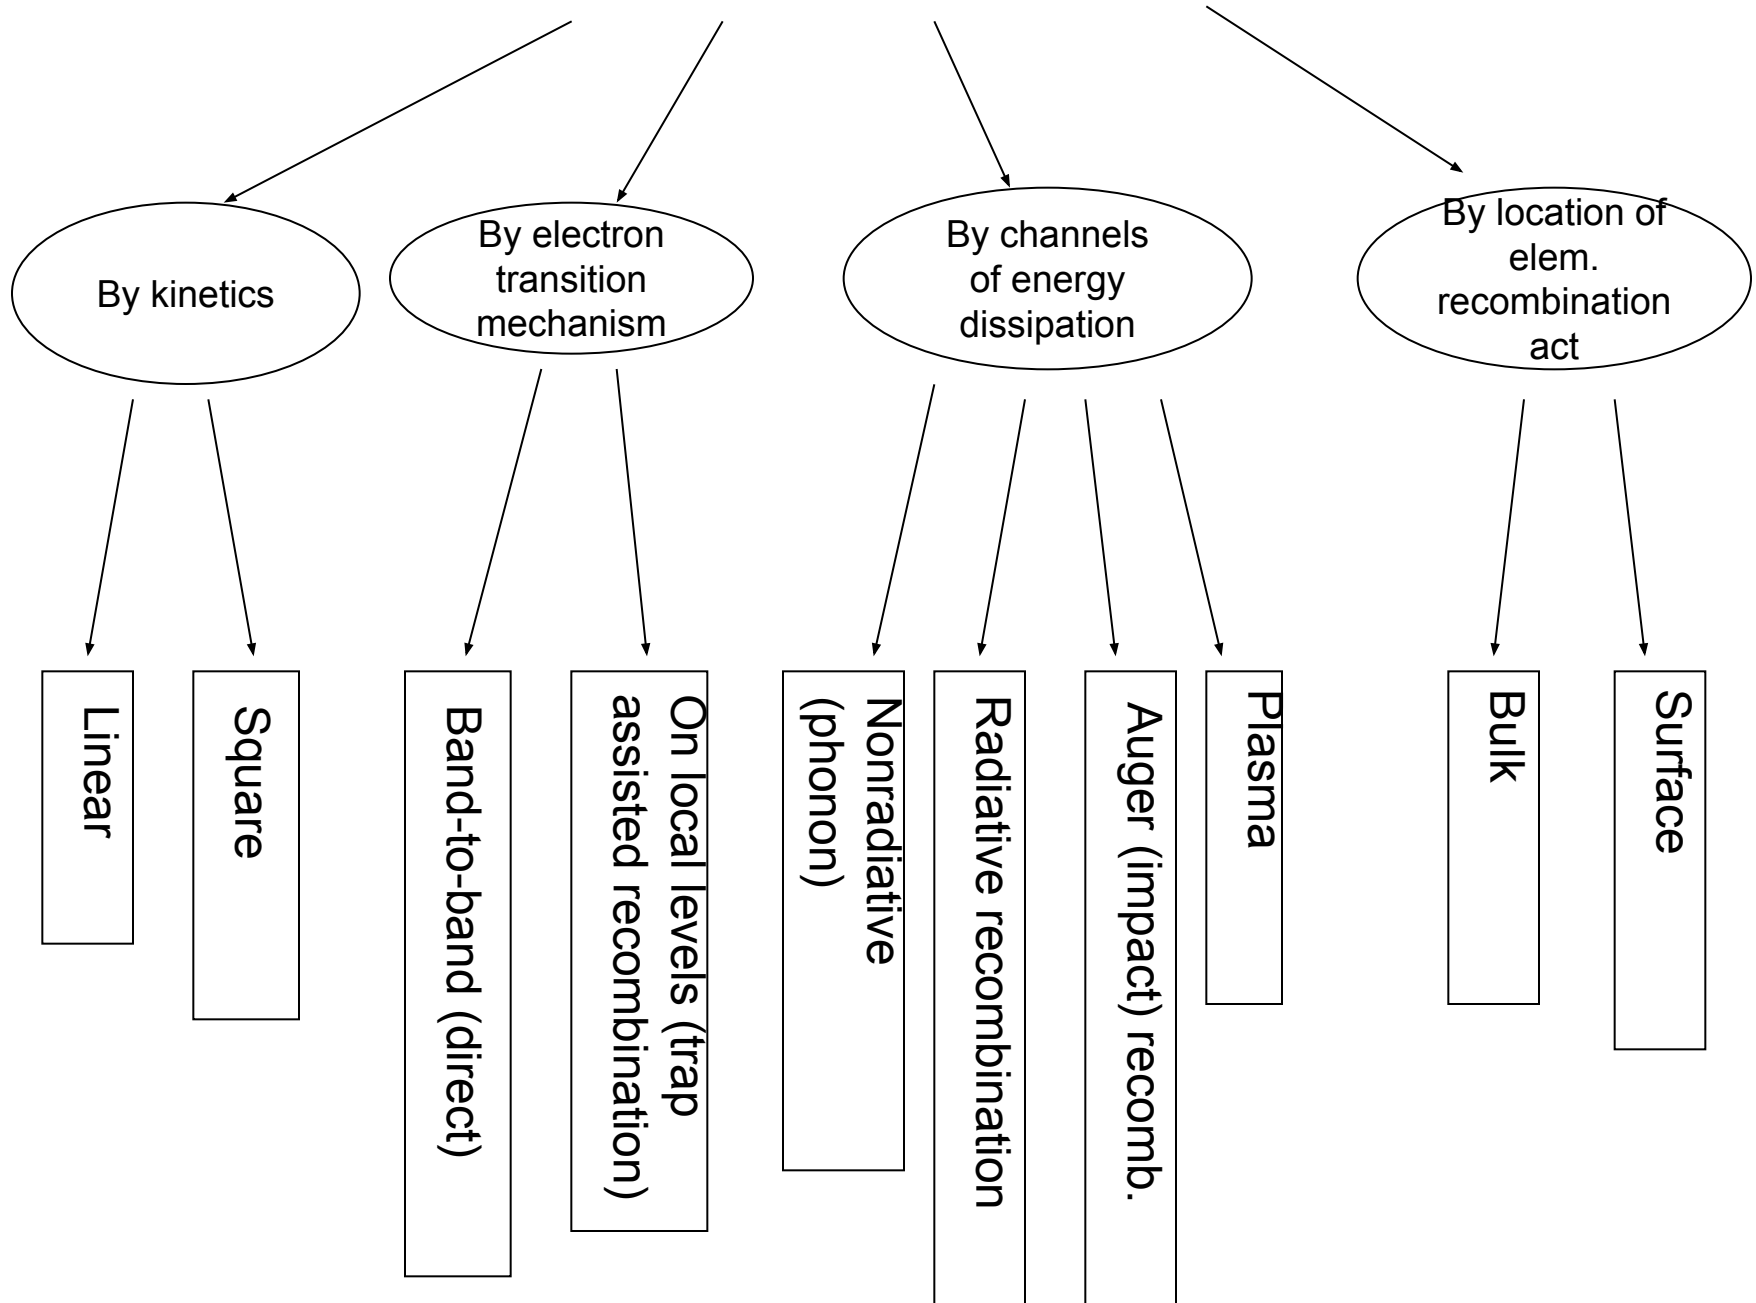 By kinetics
By electron
transition
mechanism
By channels
of energy
dissipation
By location of
elem.
recombination
act
Linear
Square
Band-to-band (direct)
On local levels (trap
assisted recombination)
Nonradiative
(phonon)
Radiative recombination
Auger (impact) recomb.
Plasma
Bulk
Surface